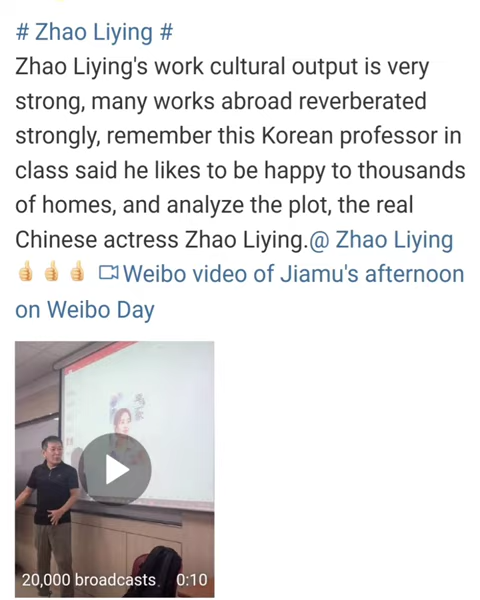 # Zhao Liying #
Zhao Liying's work cultural output is very
strong, many works abroad reverberated
strongly, remember this Korean professor in
class said he likes to be happy to thousands
of homes, and analyze the plot, the real
Chinese actress Zhao Liying.@ Zhao Liying
👍👍👍 Weibo video of Jiamu's afternoon
on Weibo Day
20,000 broadcasts 0:10